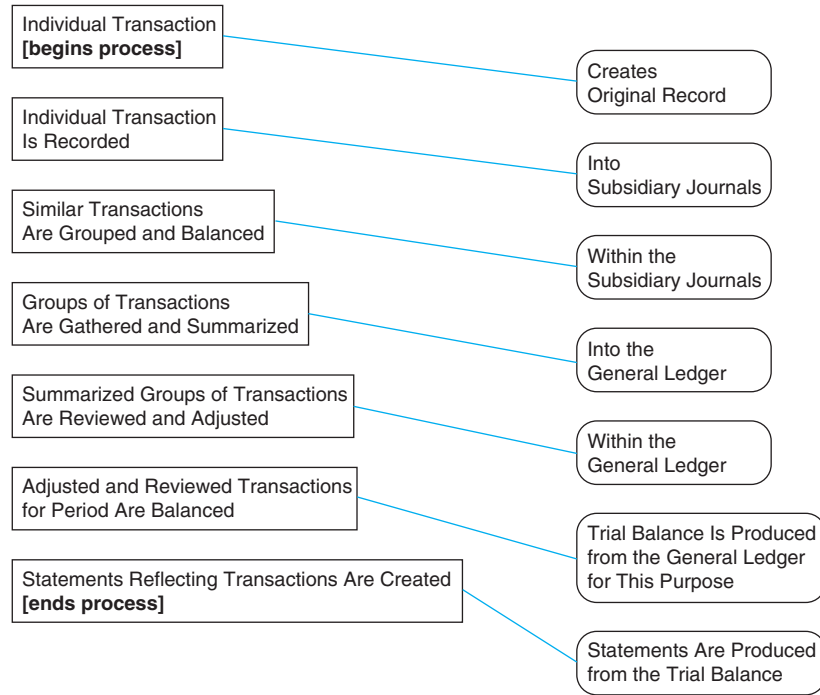 Individual Transaction
[begins process]
Creates
Original Record
Individual Transaction
Is Recorded
Into
Subsidiary Journals
Similar Transactions
Are Grouped and Balanced
Within the
Subsidiary Journals
Groups of Transactions
Are Gathered and Summarized
Into the
General Ledger
Summarized Groups of Transactions
Are Reviewed and Adjusted
Within the
General Ledger
Adjusted and Reviewed Transactions
for Period Are Balanced
Trial Balance Is Produced
from the General Ledger
for This Purpose
Statements Reflecting Transactions Are Created
[ends process]
Statements Are Produced
from the Trial Balance